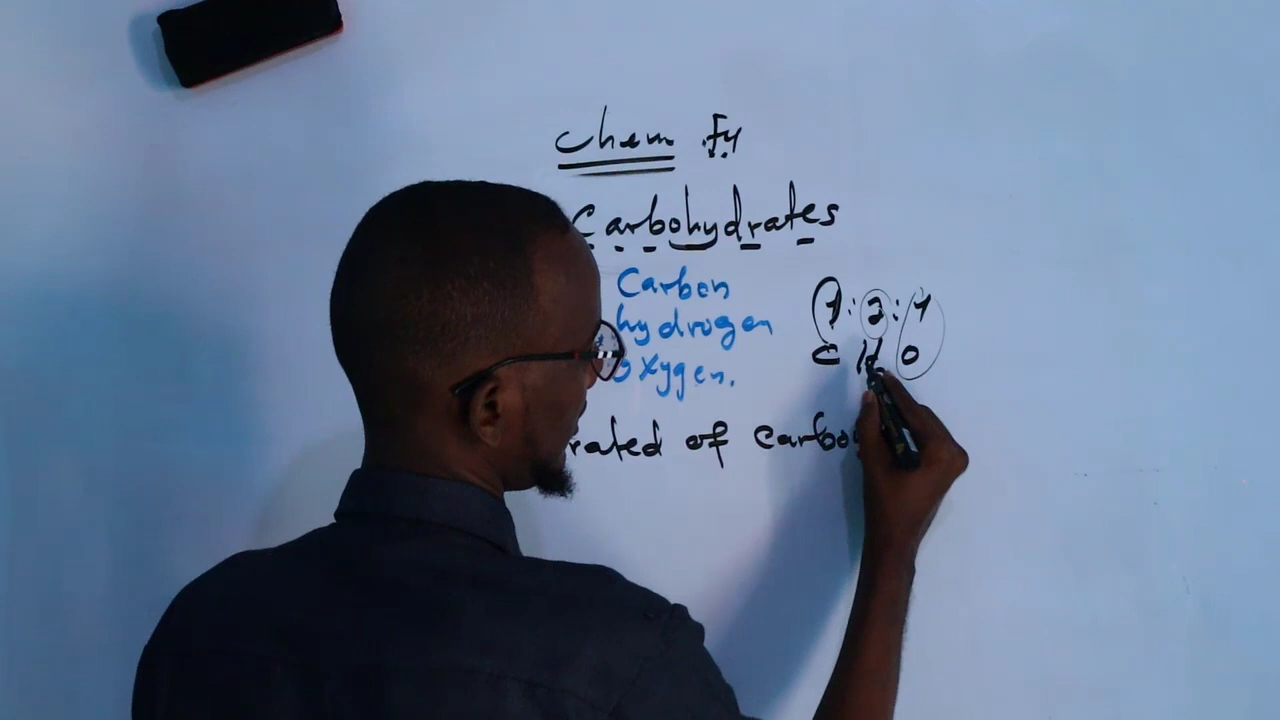 Chem F4
Carbohydrates
Carbon
hydrogen
oxygen.
1:2:1
C H O
rated of carbo